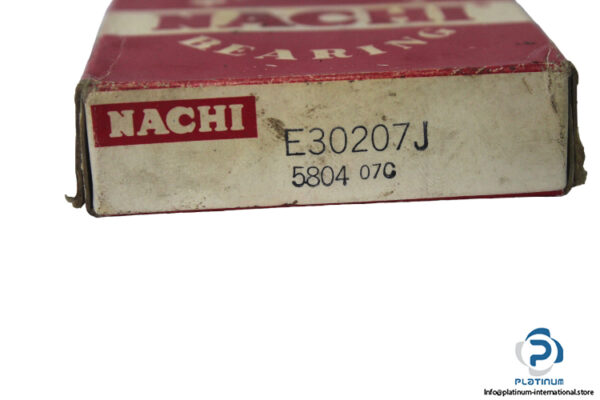 NACHI
BEARING
NACHI
E30207J
5804 07C
PLATINUM
Info@platinum-international.store